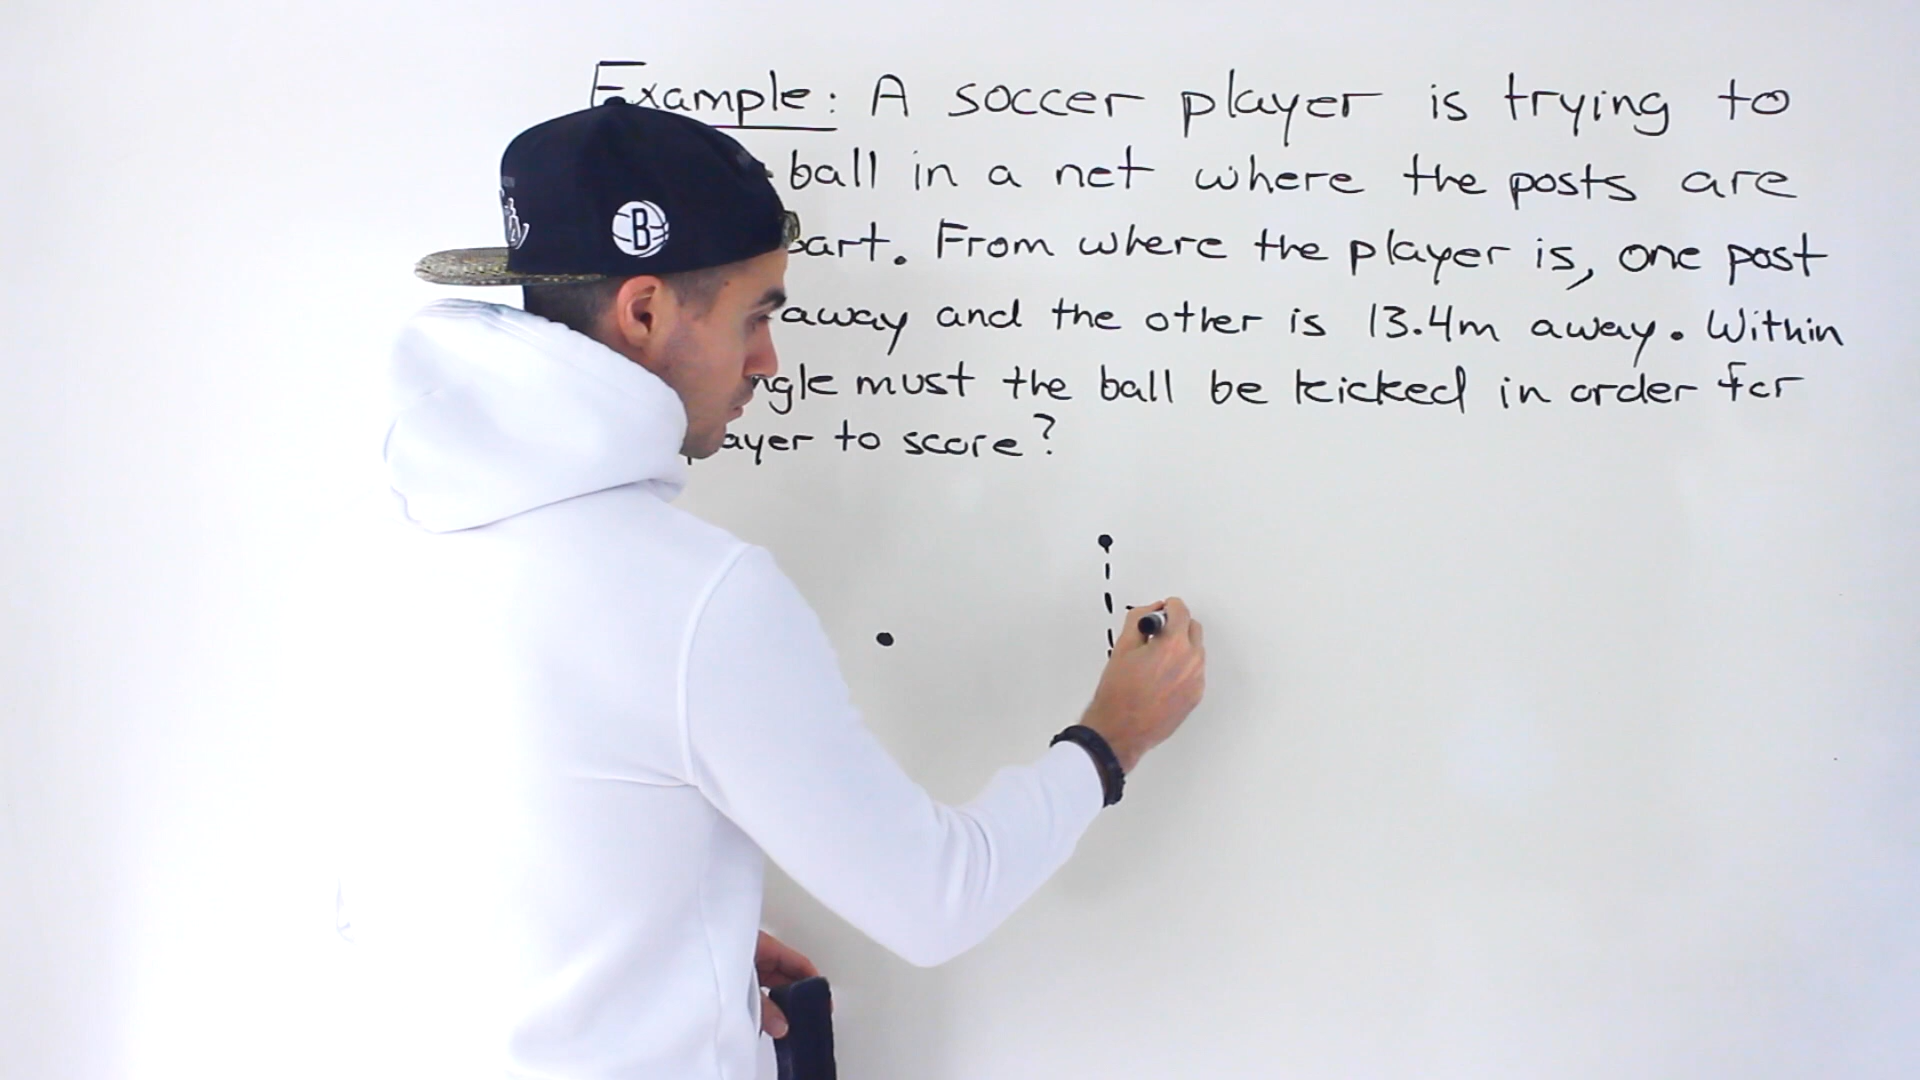 Example: A soccer player is trying to
ball in a net where the posts are
part. From where the player is, one post
away and the other is 13.4m away. Within
ngle must the ball be kicked in order for
ayer to score?
B